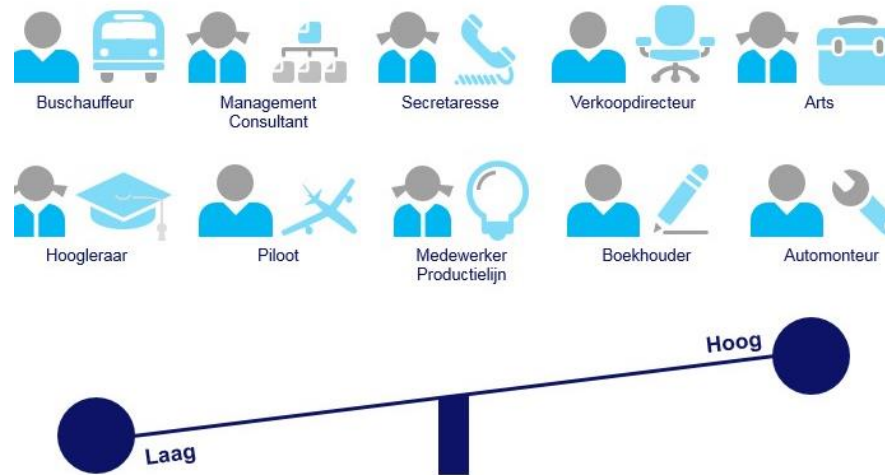 Buschauffeur
Management
Consultant
Secretaresse
Verkoopdirecteur
Arts
Hoogleraar
Piloot
Medewerker
Productielijn
Boekhouder
Automonteur
Hoog
Laag